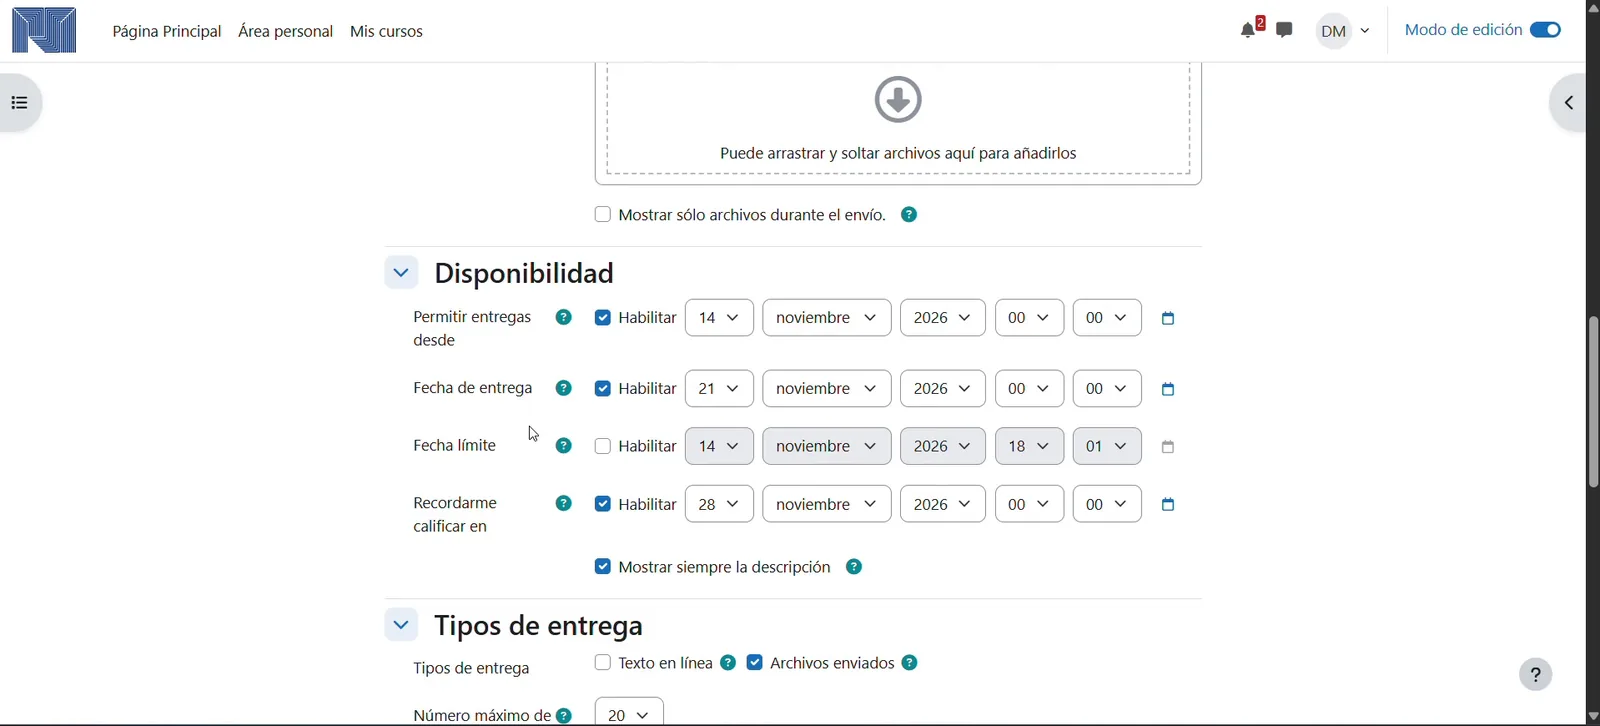 Página Principal Área personal Mis cursos 2 DM Modo de edición
Puede arrastrar y soltar archivos aquí para añadirlos
Mostrar sólo archivos durante el envío. ?
Disponibilidad
Permitir entregas desde ? Habilitar 14 noviembre 2026 00 00
Fecha de entrega ? Habilitar 21 noviembre 2026 00 00
Fecha límite ? Habilitar 14 noviembre 2026 18 01
Recordarme calificar en ? Habilitar 28 noviembre 2026 00 00
Mostrar siempre la descripción ?
Tipos de entrega
Tipos de entrega Texto en línea ? Archivos enviados ?
?
Número máximo de ? 20